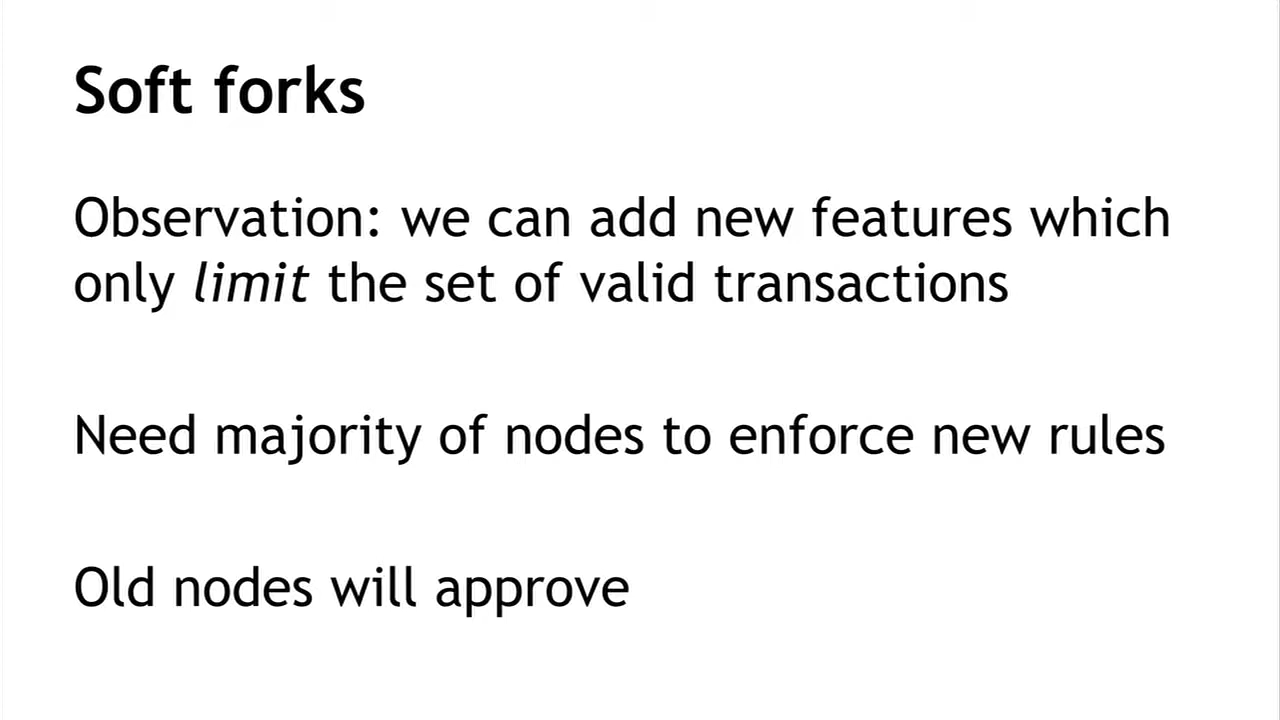 Soft forks
Observation: we can add new features which
only limit the set of valid transactions
Need majority of nodes to enforce new rules
Old nodes will approve